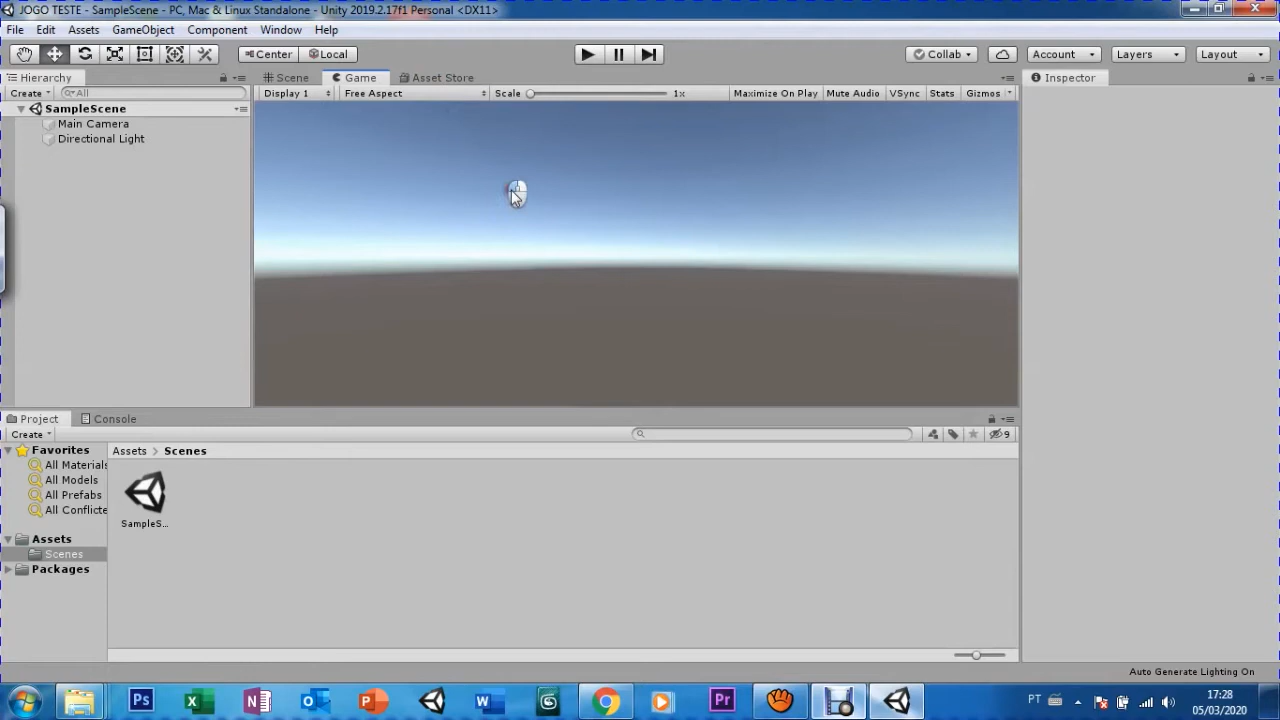 JOGO TESTE - SampleScene - PC, Mac & Linux Standalone - Unity 2019.2.17f1 Personal <DX11>
File Edit Assets GameObject Component Window Help
Center Local Collab Account Layers Layout
Hierarchy Scene Game Asset Store Inspector
Create All Display 1 Free Aspect Scale 1x Maximize On Play Mute Audio VSync Stats Gizmos
SampleScene
Main Camera
Directional Light
Project Console
Create 9
Favorites Assets > Scenes
All Materials
All Models
All Prefabs
All Conflicte
SampleS...
Assets
Scenes
Packages
Auto Generate Lighting On
Ps X N O P W Pr PT 17:28
05/03/2020